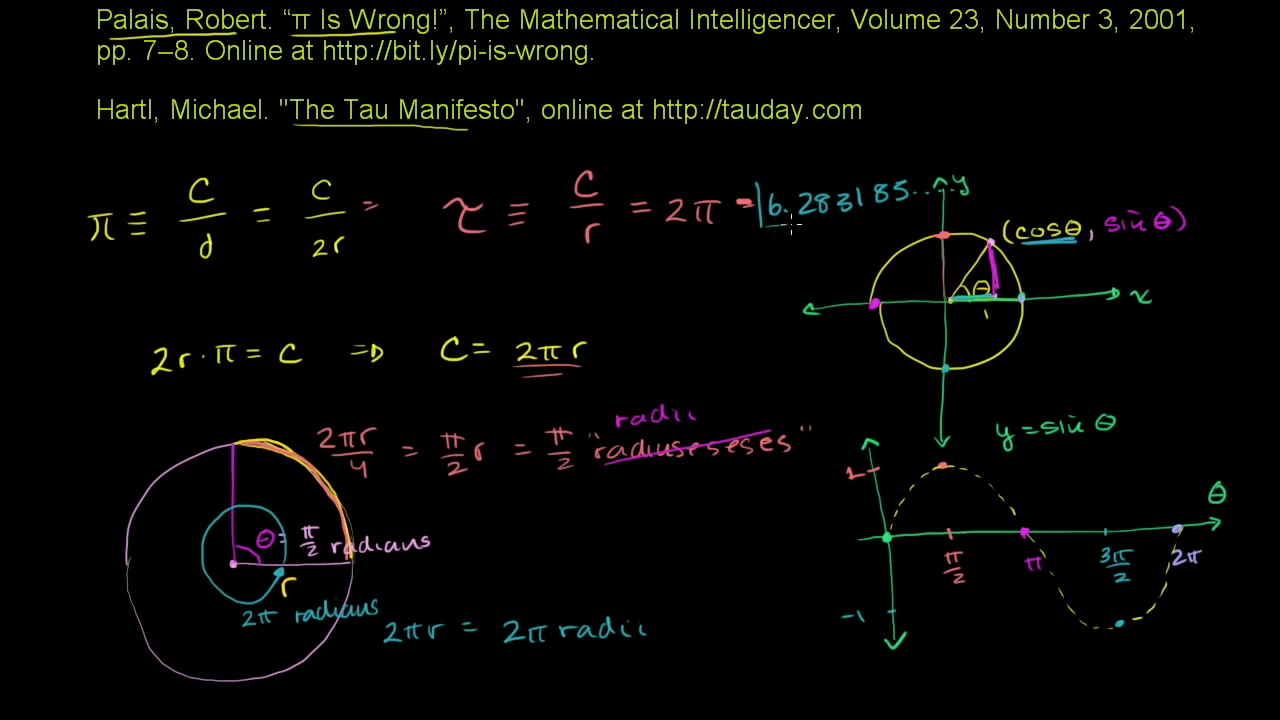 Palais, Robert. “π Is Wrong!”, The Mathematical Intelligencer, Volume 23, Number 3, 2001,
pp. 7–8. Online at http://bit.ly/pi-is-wrong.
Hartl, Michael. "The Tau Manifesto", online at http://tauday.com
π ≡ C/d = C/2r = τ ≡ C/r = 2π = 6.283185...
y
(cosθ, sinθ)
θ
1
x
2r·π = C ⇒ C = 2πr
radii
2πr/4 = π/2 r = π/2 "radiuseseses"
θ = π/2 radians
r
2π radians
2πr = 2π radii
y = sin θ
1
θ
π/2 π 3π/2 2π
-1